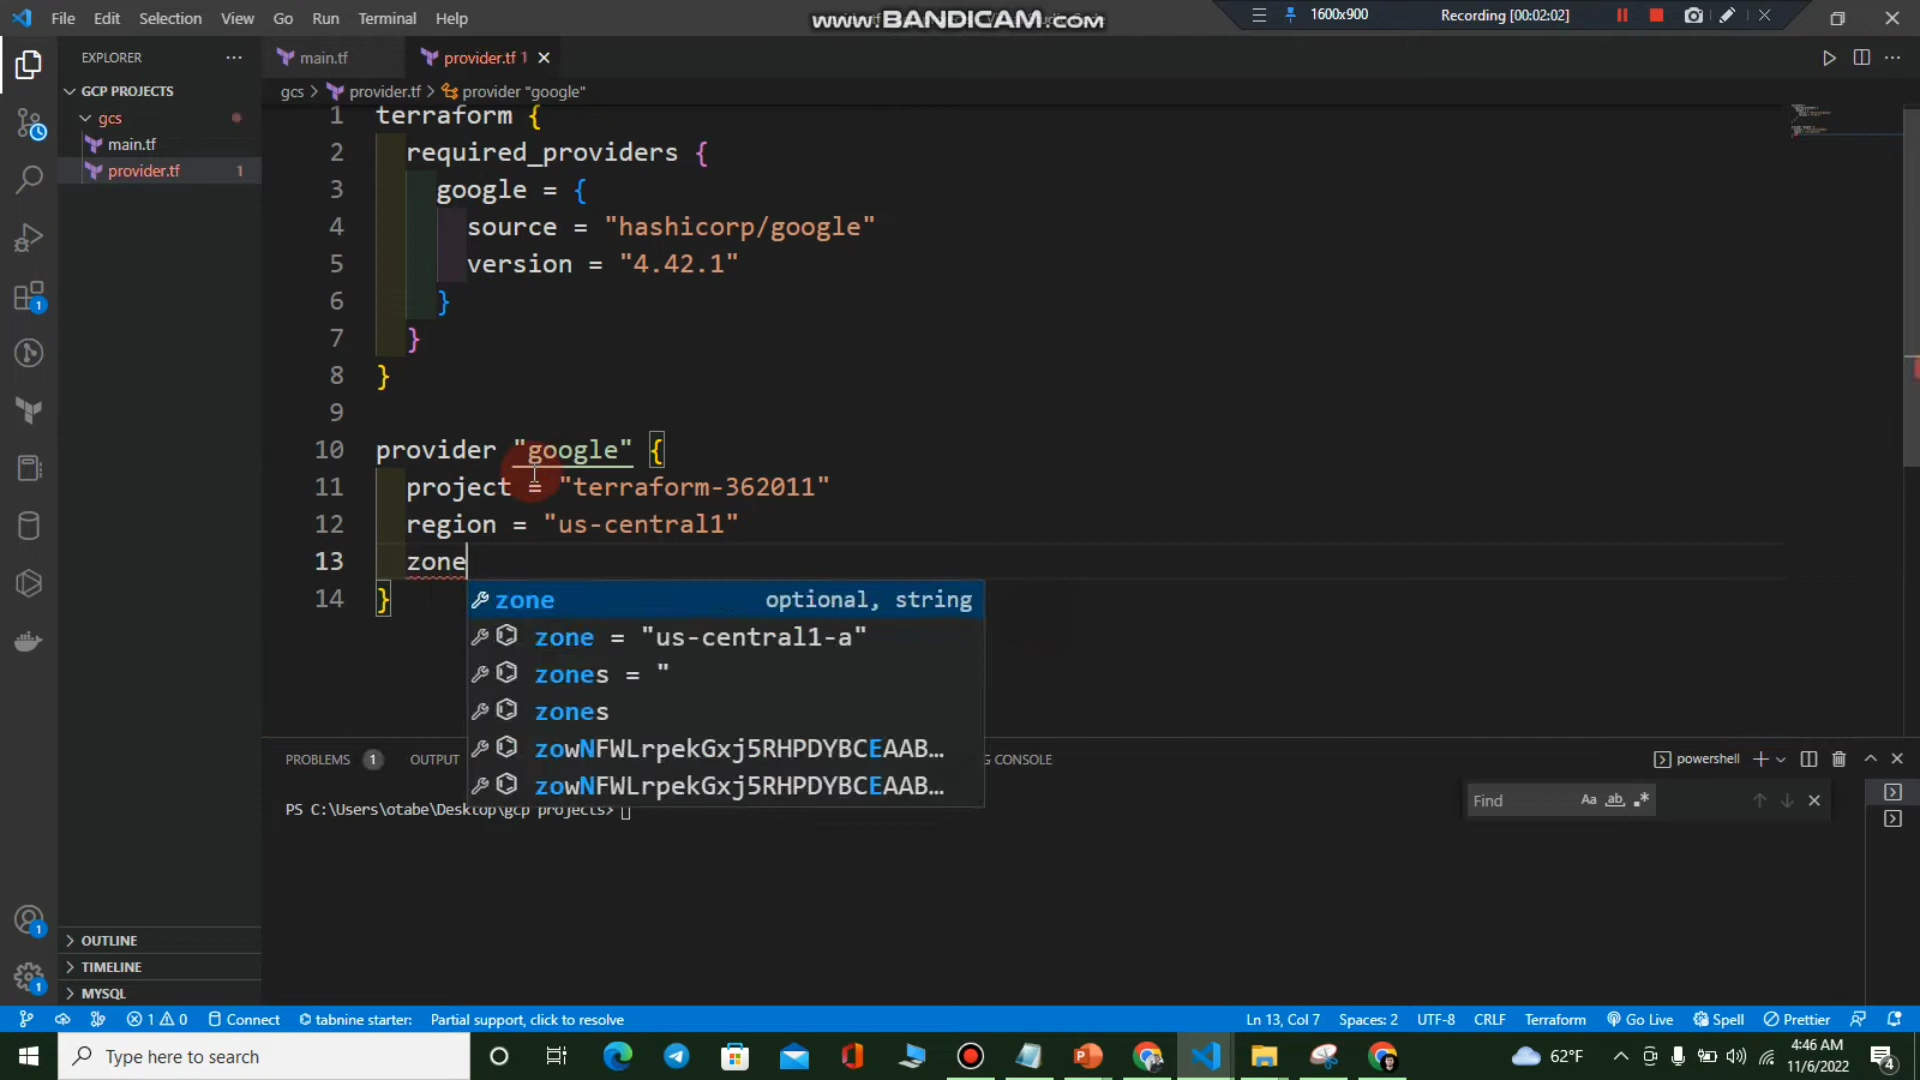 File Edit Selection View Go Run Terminal Help
www.BANDICAM.com
1600x900
Recording [00:02:02]
EXPLORER
main.tf
provider.tf 1
GCP PROJECTS
gcs
main.tf
provider.tf 1
gcs > provider.tf > provider "google"
1 terraform {
2 required_providers {
3 google = {
4 source = "hashicorp/google"
5 version = "4.42.1"
6 }
7 }
8 }
9
10 provider "google" {
11 project = "terraform-362011"
12 region = "us-central1"
13 zone
14 }
zone optional, string
zone = "us-central1-a"
zones = "
zones
zowNFWLrpekGxj5RHPDYBCEAAB…
zowNFWLrpekGxj5RHPDYBCEAAB…
PROBLEMS 1 OUTPUT G CONSOLE
powershell
PS C:\Users\otabe\Desktop\gcp projects>
Find Aa ab
OUTLINE
TIMELINE
MYSQL
1 0 Connect tabnine starter: Partial support, click to resolve
Ln 13, Col 7 Spaces: 2 UTF-8 CRLF Terraform Go Live Spell Prettier
Type here to search
62°F
4:46 AM
11/6/2022
4